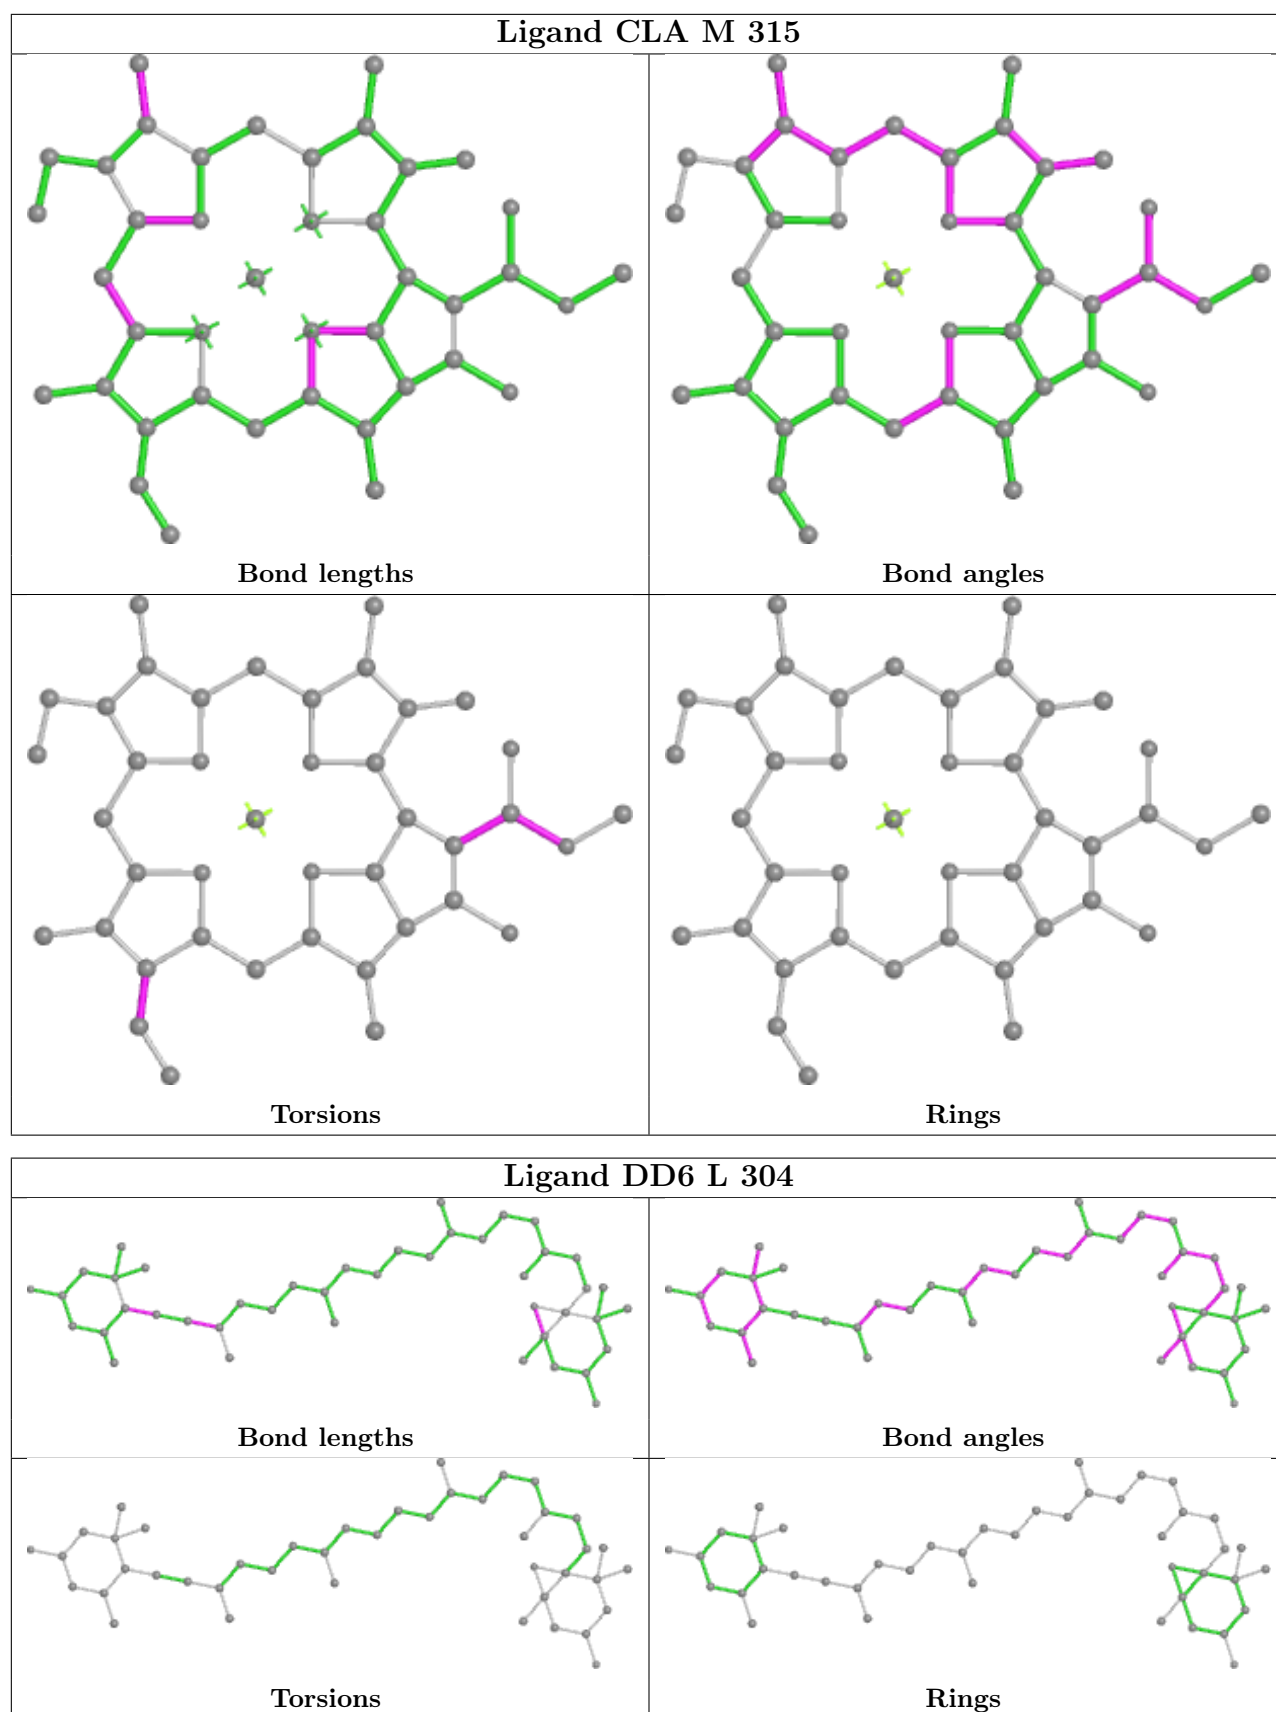 Ligand CLA M 315
Bond lengths
Bond angles
Torsions
Rings
Ligand DD6 L 304
Bond lengths
Bond angles
Torsions
Rings